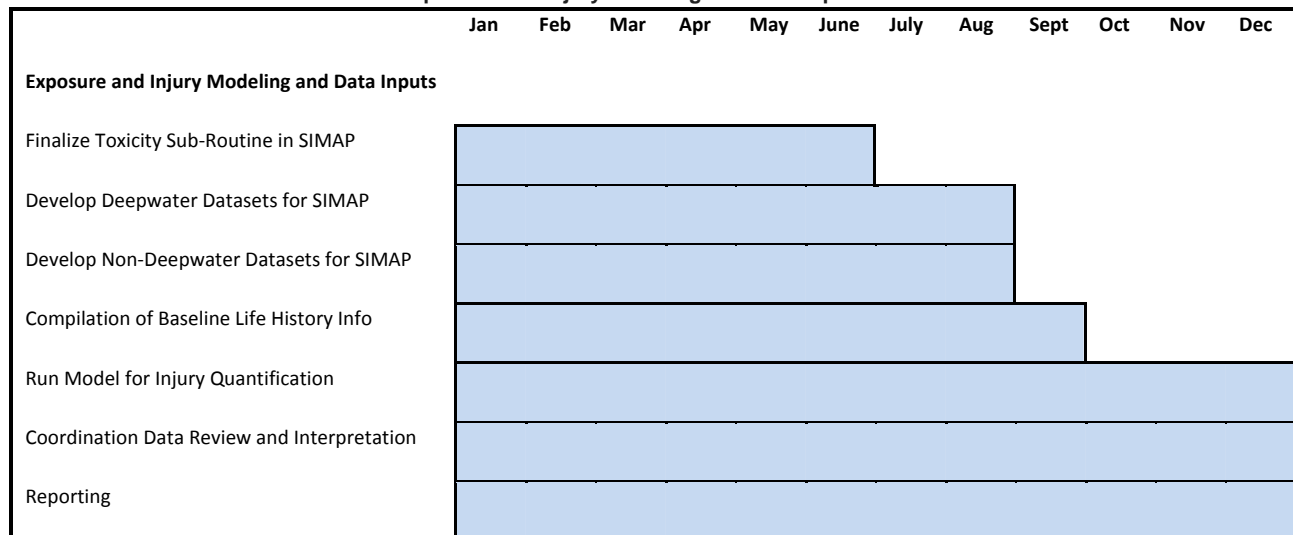 Jan Feb Mar Apr May June July Aug Sept Oct Nov Dec
Exposure and Injury Modeling and Data Inputs
Finalize Toxicity Sub-Routine in SIMAP
Develop Deepwater Datasets for SIMAP
Develop Non-Deepwater Datasets for SIMAP
Compilation of Baseline Life History Info
Run Model for Injury Quantification
Coordination Data Review and Interpretation
Reporting